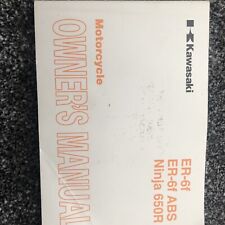 Kawasaki
ER-6f
ER-6f ABS
Ninja 650R
Motorcycle
OWNER'S MANUAL